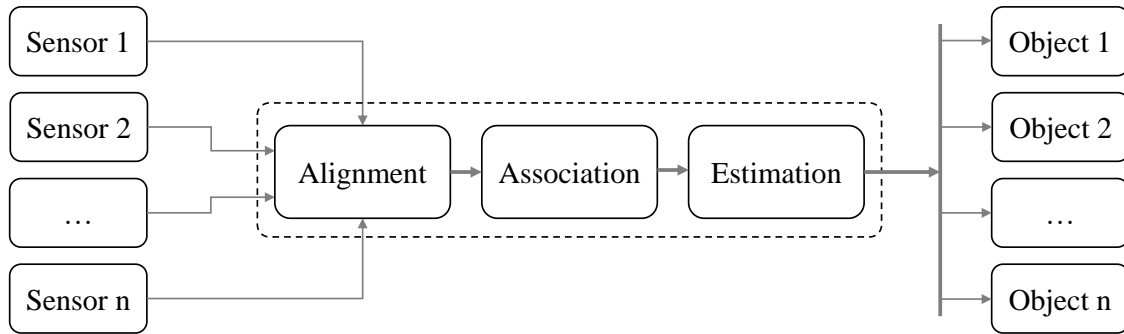 Sensor 1
Sensor 2
…
Sensor n
Alignment
Association
Estimation
Object 1
Object 2
…
Object n